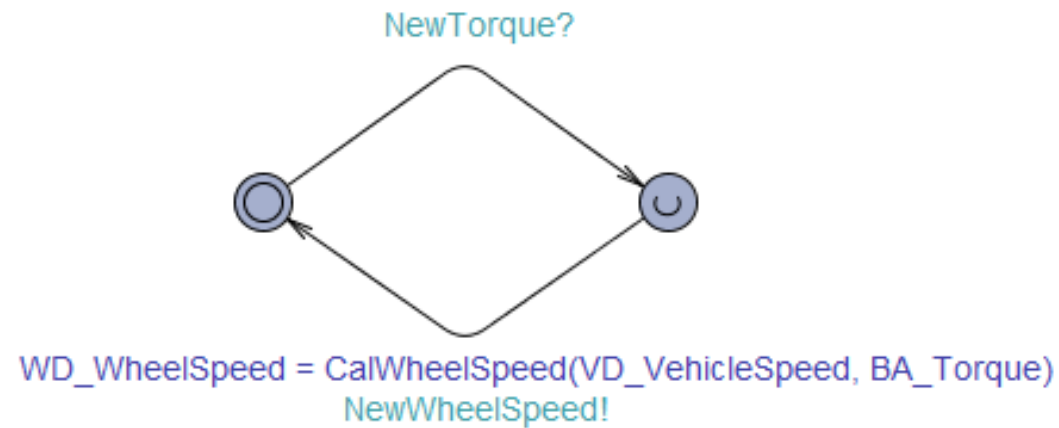 NewTorque?
WD_WheelSpeed = CalWheelSpeed(VD_VehicleSpeed, BA_Torque)
NewWheelSpeed!